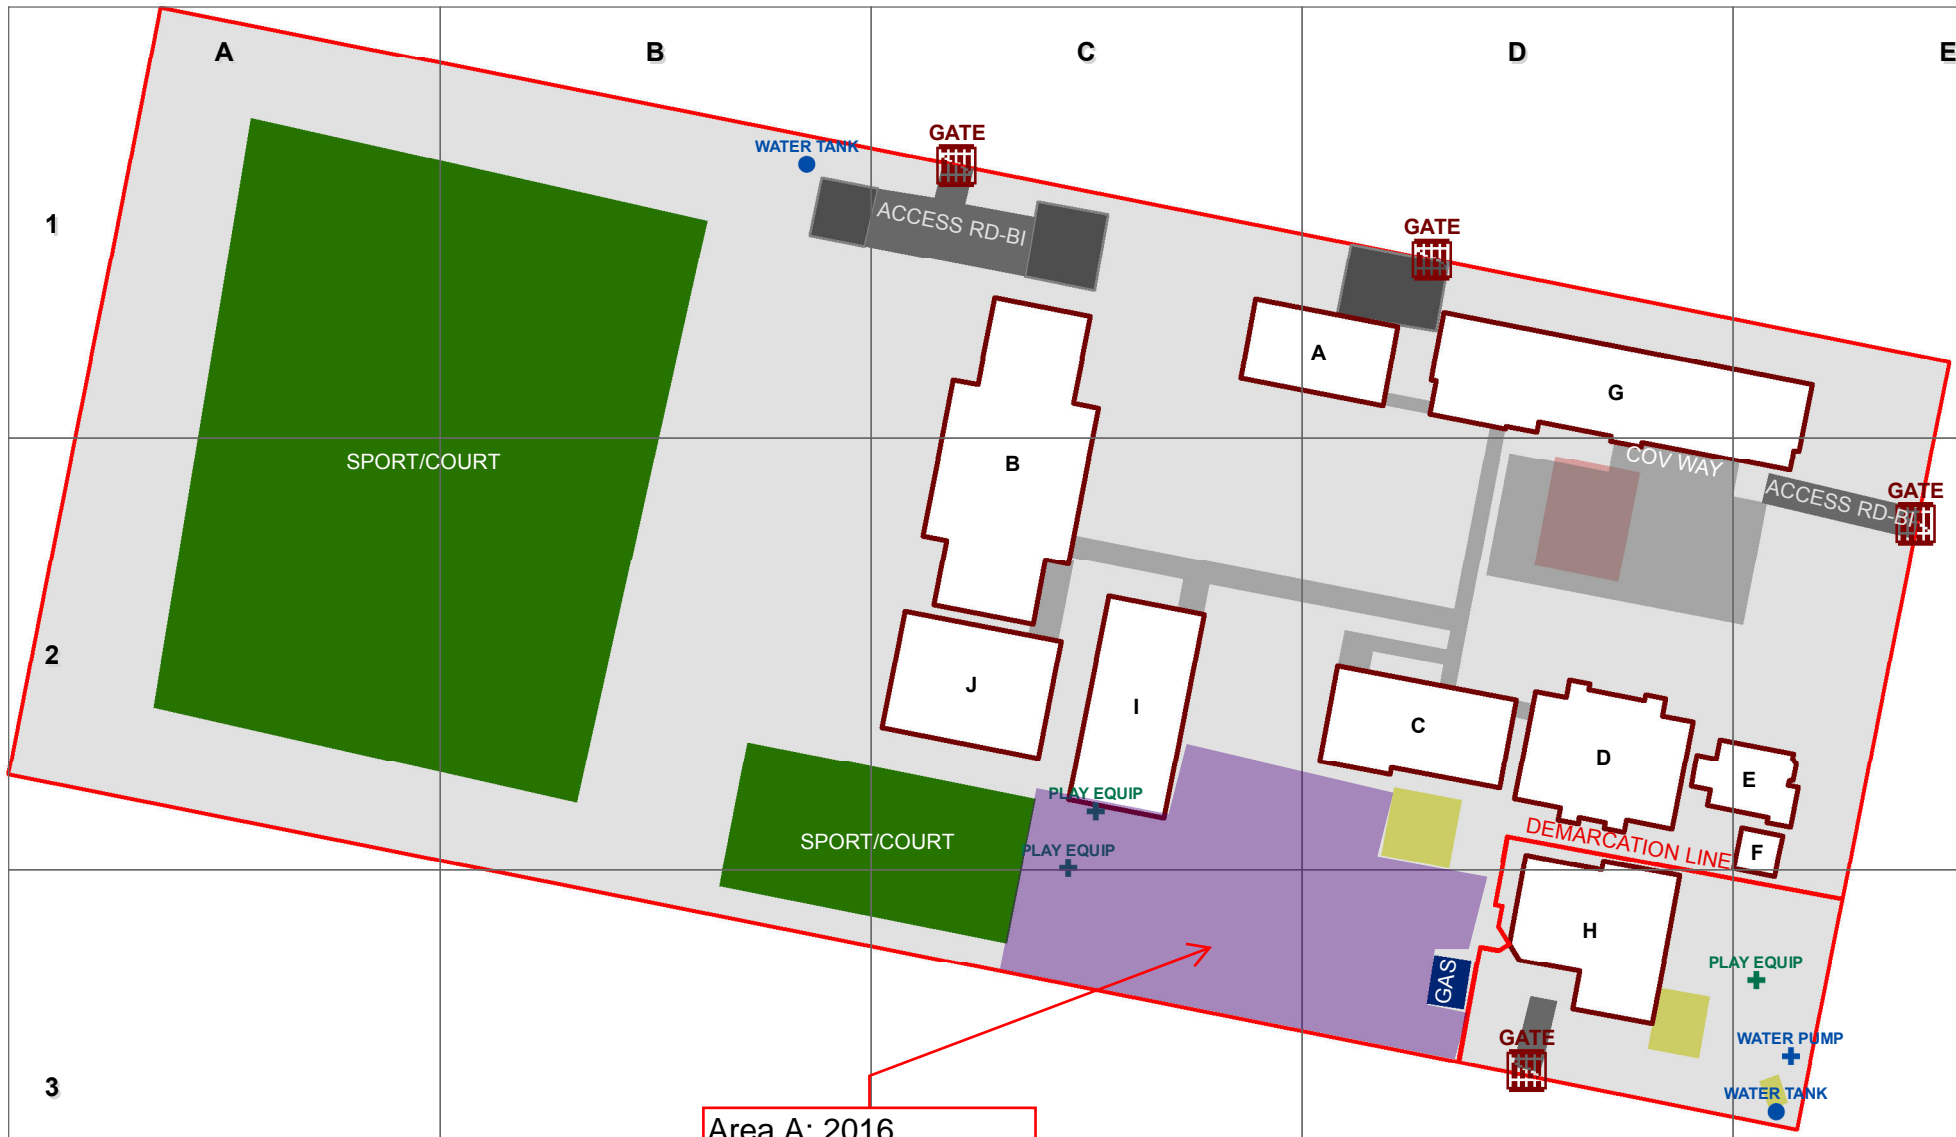 A B C D E
GATE
WATER TANK
1
ACCESS RD-BI
GATE
A
G
SPORT/COURT
B
COV WAY
ACCESS RD-BI
GATE
2
J
I
C
D
E
PLAY EQUIP
SPORT/COURT
PLAY EQUIP
DEMARCATION LINE
F
H
GAS
PLAY EQUIP
GATE
WATER PUMP
3
WATER TANK
Area A: 2016